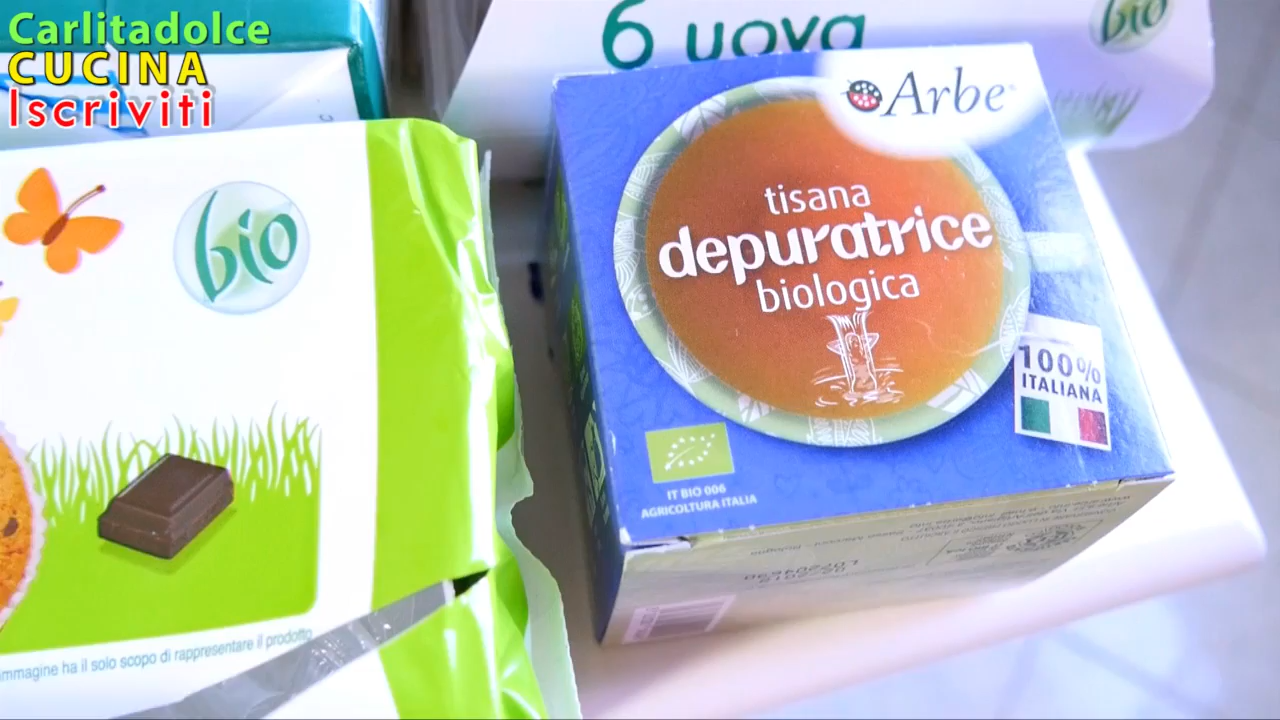 Carlitadolce
CUCINA
Iscriviti
6 uova
bio
Arbe
tisana
depuratrice
biologica
100%
ITALIANA
IT BIO 006
AGRICOLTURA ITALIA
bio
immagine ha il solo scopo di rappresentare il prodotto